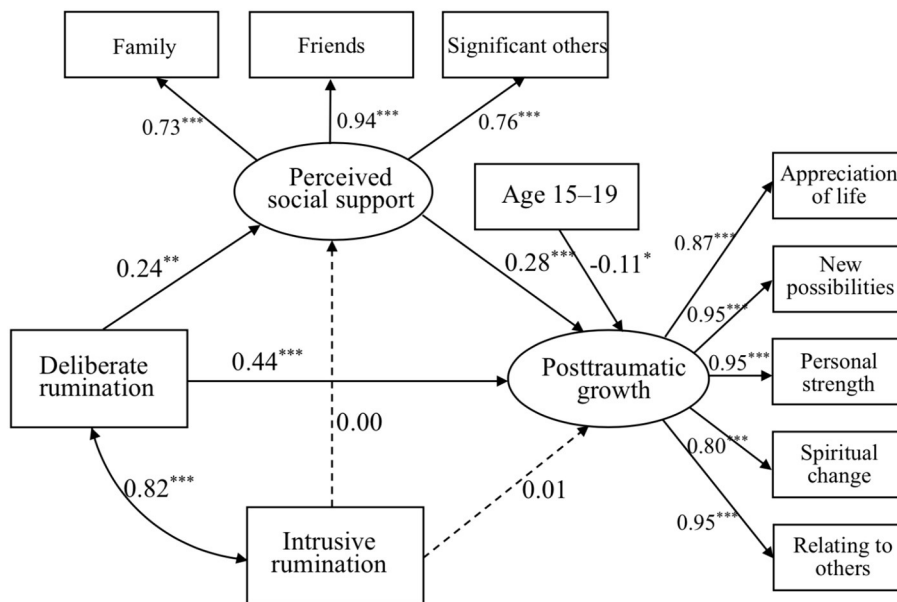 Family
Friends
Significant others
0.73***
0.94***
0.76***
Perceived
social support
Age 15–19
Appreciation
of life
0.87***
0.24**
0.28***
-0.11*
New
possibilities
0.95***
Deliberate
rumination
0.44***
Posttraumatic
growth
0.95***
Personal
strength
0.00
0.80***
Spiritual
change
0.82***
0.01
0.95***
Intrusive
rumination
Relating to
others